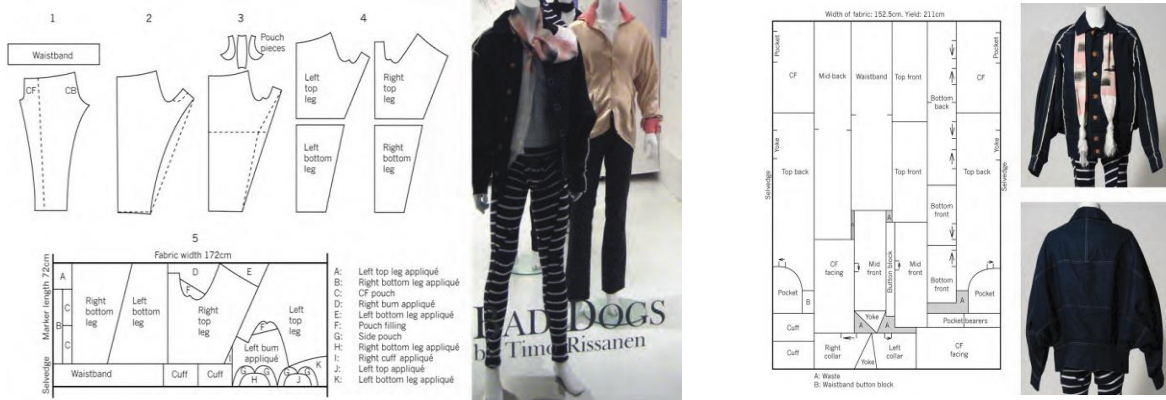 1
2
3
4
Waistband
CF
CB
Pouch
pieces
Left
top
leg
Right
top
leg
Left
bottom
leg
Right
bottom
leg
5
Fabric width 172cm
Selvedge
Marker length 72cm
A
B
C
C
Right
bottom
leg
Left
bottom
leg
D
F
E
Right
top
leg
F
Left
top
leg
Left bum
appliqué
I
G
G
G
G
H
J
K
Waistband
Cuff
Cuff
A: Left top leg appliqué
B: Right bottom leg appliqué
C: CF pouch
D: Right bum appliqué
E: Left bottom leg appliqué
F: Pouch filling
G: Side pouch
H: Right bottom leg appliqué
I: Right cuff appliqué
J: Left top appliqué
K: Left bottom leg appliqué
BAD DOGS
by Timo Rissanen
Width of fabric: 152.5cm. Yield: 211cm
Pocket
CF
Mid back
Waistband
Top front
Bottom
back
CF
Pocket
Yoke
Top back
Selvedge
Top front
Yoke
Top back
Selvedge
Bottom
front
A
CF
facing
Mid
front
Button block
Mid
front
Bottom
front
Pocket
B
A
Pocket
Yoke
A
A
Pocket bearers
Cuff
Cuff
Right
collar
Left
collar
Yoke
CF
facing
A: Waste
B: Waistband button block